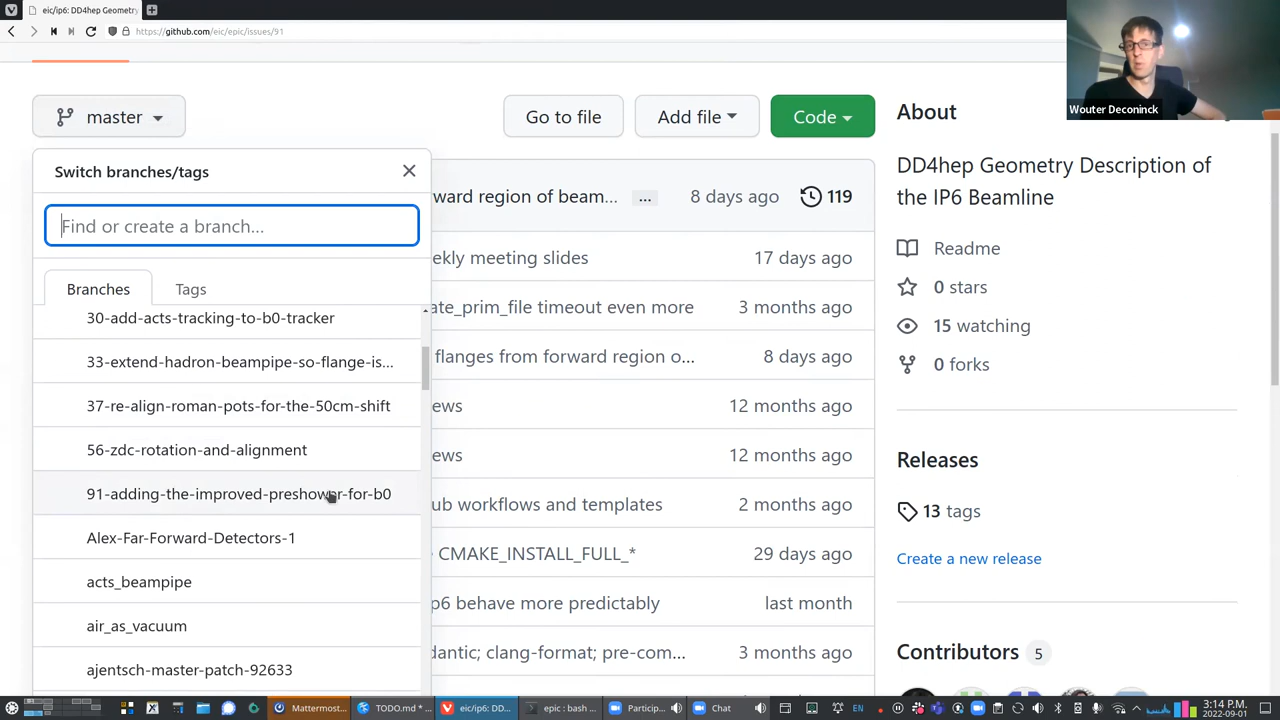 eic/ip6: DD4hep Geometry
https://github.com/eic/epic/issues/91
Wouter Deconinck
master
Go to file
Add file
Code
About
Switch branches/tags
DD4hep Geometry Description of
the IP6 Beamline
ward region of beam...
...
8 days ago
119
Find or create a branch...
Readme
ekly meeting slides
17 days ago
Branches
Tags
0 stars
30-add-acts-tracking-to-b0-tracker
ate_prim_file timeout even more
3 months ago
15 watching
33-extend-hadron-beampipe-so-flange-is...
flanges from forward region o...
8 days ago
0 forks
37-re-align-roman-pots-for-the-50cm-shift
ews
12 months ago
56-zdc-rotation-and-alignment
ews
12 months ago
Releases
91-adding-the-improved-preshower-for-b0
ub workflows and templates
2 months ago
13 tags
Alex-Far-Forward-Detectors-1
CMAKE_INSTALL_FULL_*
29 days ago
Create a new release
acts_beampipe
p6 behave more predictably
last month
air_as_vacuum
dantic; clang-format; pre-com...
3 months ago
Contributors 5
ajentsch-master-patch-92633
Mattermost...
TODO.md *...
eic/ip6: DD...
epic : bash...
Particip...
Chat
EN
3:14 P.M.
2022-09-01